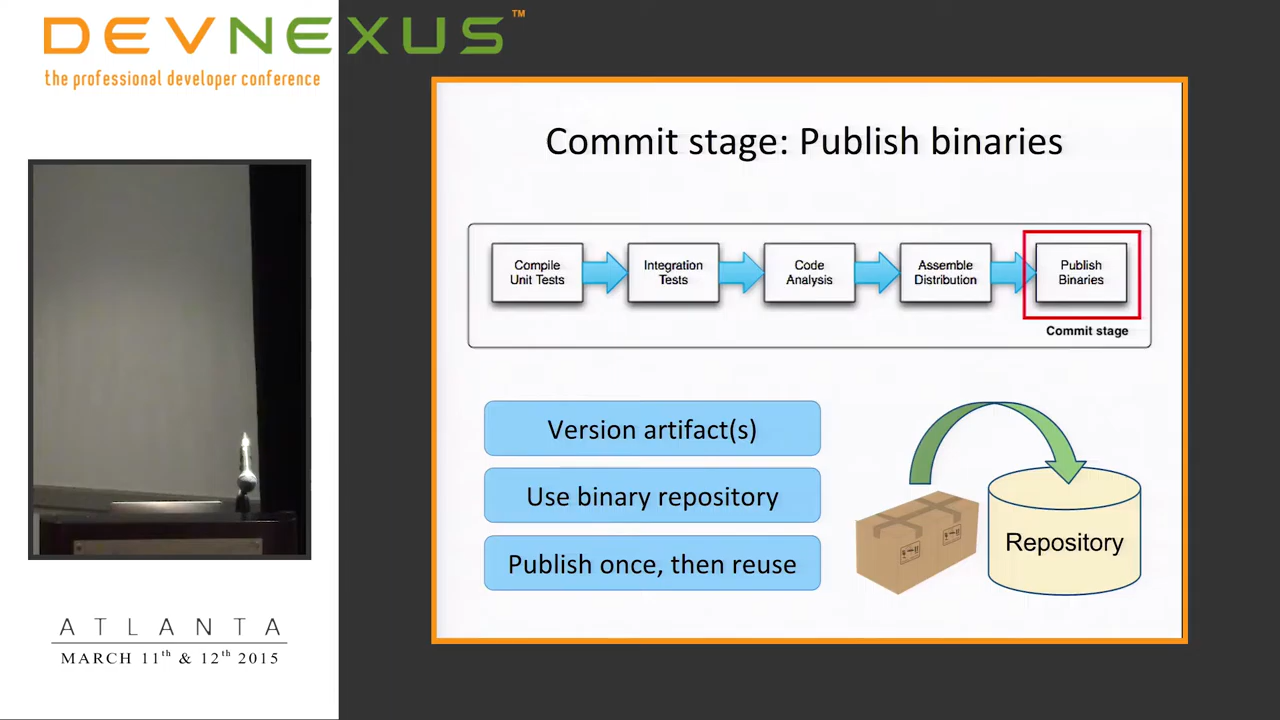 DEVNEXUS™
the professional developer conference
Commit stage: Publish binaries
Compile
Unit Tests
Integration
Tests
Code
Analysis
Assemble
Distribution
Publish
Binaries
Commit stage
Version artifact(s)
Use binary repository
Publish once, then reuse
Repository
ATLANTA
MARCH 11th & 12th 2015